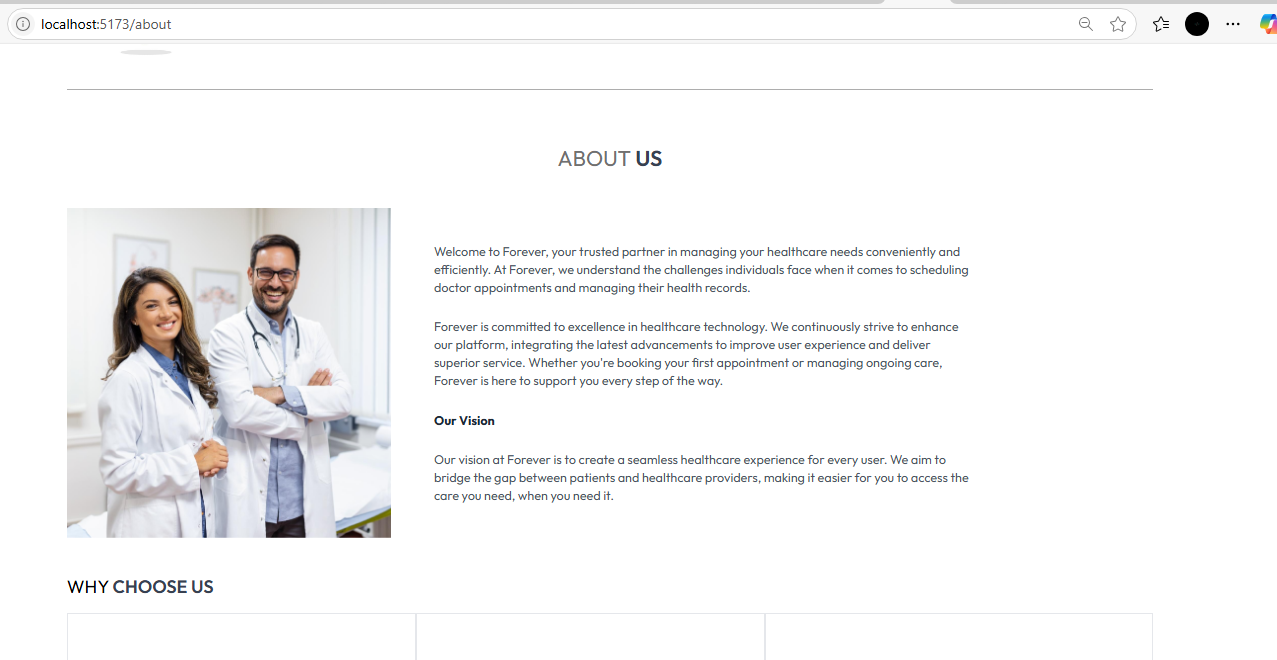 localhost:5173/about
ABOUT US
Welcome to Forever, your trusted partner in managing your healthcare needs conveniently and
efficiently. At Forever, we understand the challenges individuals face when it comes to scheduling
doctor appointments and managing their health records.
Forever is committed to excellence in healthcare technology. We continuously strive to enhance
our platform, integrating the latest advancements to improve user experience and deliver
superior service. Whether you're booking your first appointment or managing ongoing care,
Forever is here to support you every step of the way.
Our Vision
Our vision at Forever is to create a seamless healthcare experience for every user. We aim to
bridge the gap between patients and healthcare providers, making it easier for you to access the
care you need, when you need it.
WHY CHOOSE US